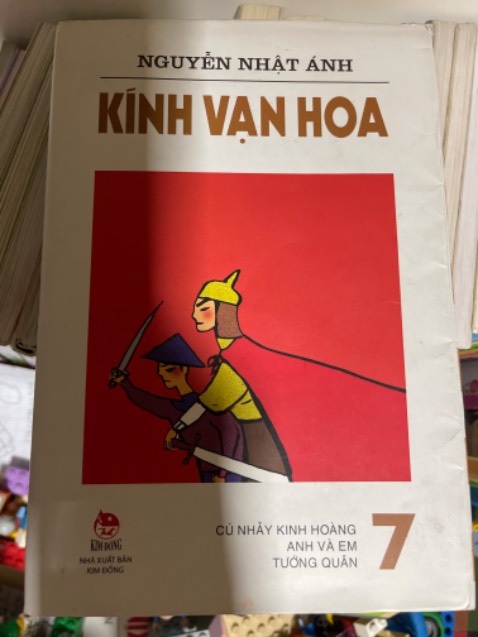 NGUYỄN NHẬT ÁNH
KÍNH VẠN HOA
KIM ĐỒNG
NHÀ XUẤT BẢN
KIM ĐỒNG
CÚ NHẢY KINH HOÀNG
ANH VÀ EM
TƯỚNG QUÂN
7